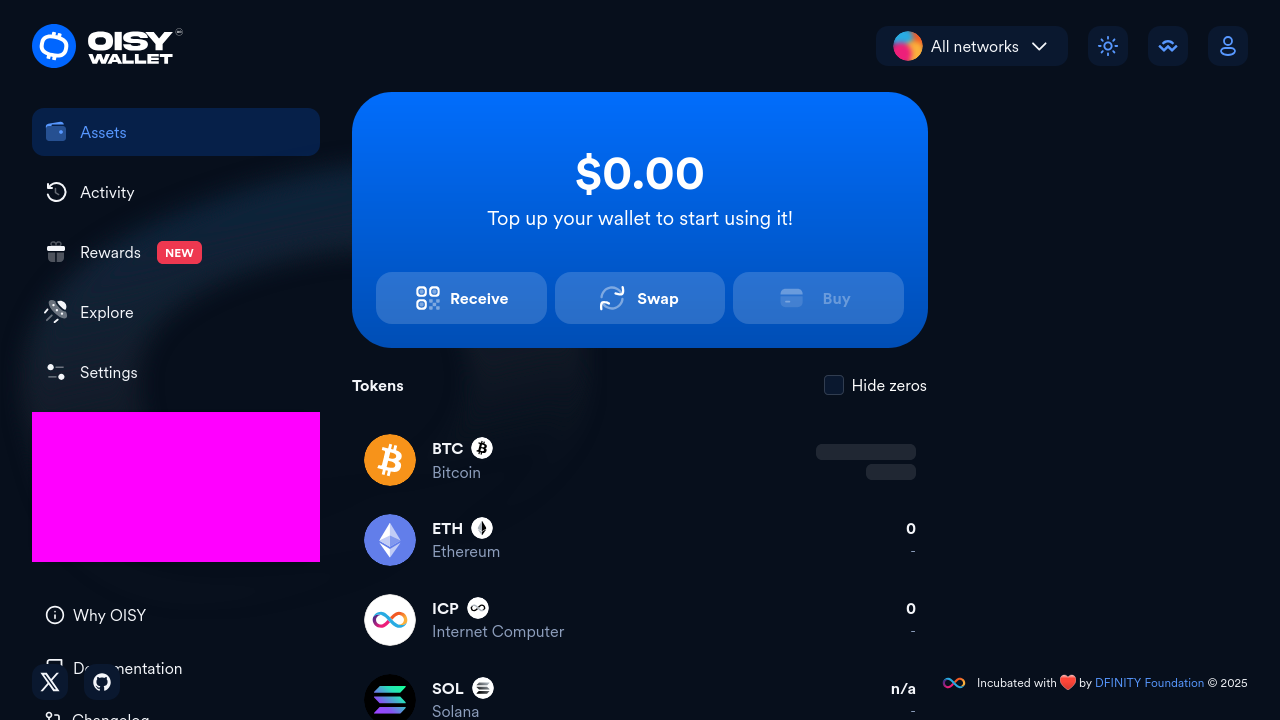 OISY
WALLET
All networks
Assets
Activity
Rewards NEW
Explore
Settings
Why OISY
Documentation
Changelog
$0.00
Top up your wallet to start using it!
Receive
Swap
Buy
Tokens
Hide zeros
BTC
Bitcoin
ETH
Ethereum
0
-
ICP
Internet Computer
0
-
SOL
Solana
n/a
-
Incubated with ❤️ by DFINITY Foundation © 2025